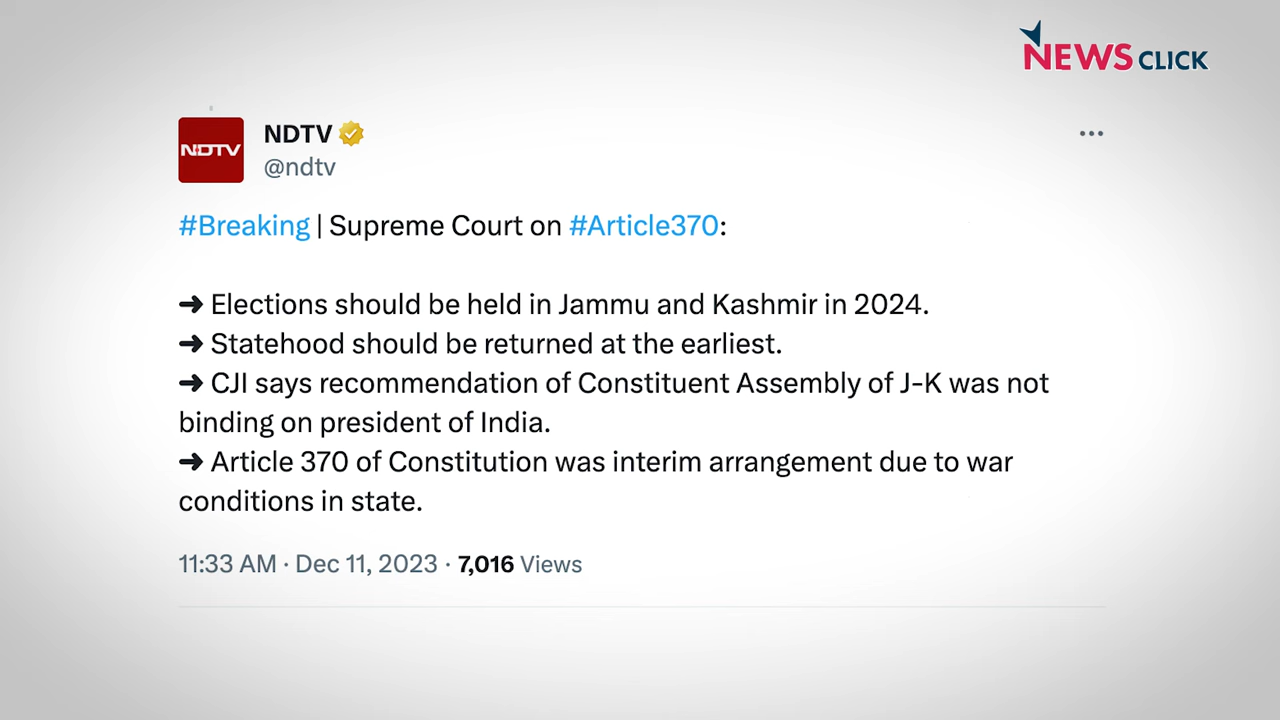 NEWS CLICK
NDTV
NDTV
@ndtv
#Breaking | Supreme Court on #Article370:
➜ Elections should be held in Jammu and Kashmir in 2024.
➜ Statehood should be returned at the earliest.
➜ CJI says recommendation of Constituent Assembly of J-K was not
binding on president of India.
➜ Article 370 of Constitution was interim arrangement due to war
conditions in state.
11:33 AM · Dec 11, 2023 · 7,016 Views